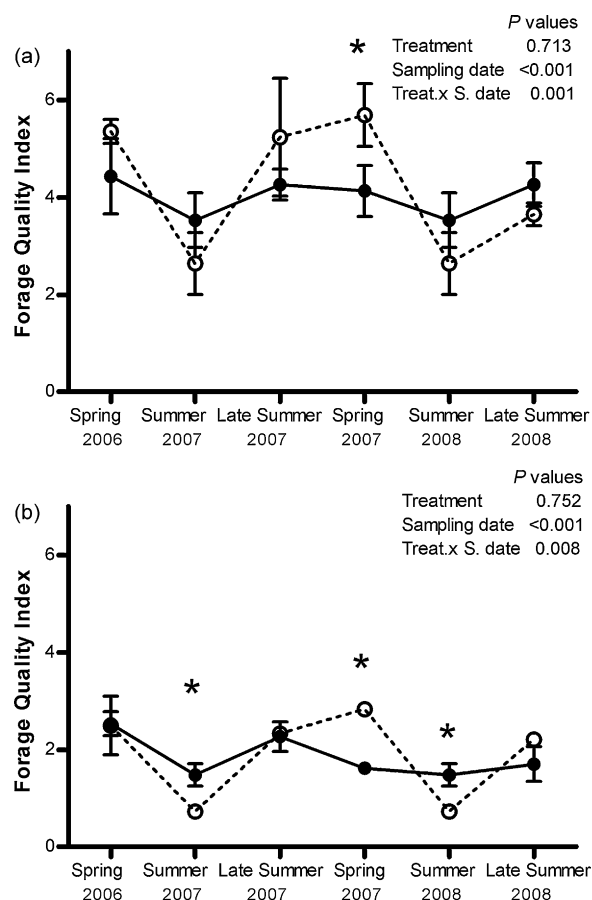 (a)
P values
* Treatment 0.713
Sampling date <0.001
Treat.x S. date 0.001
Forage Quality Index
6
4
2
0
Spring Summer Late Summer Spring Summer Late Summer
2006 2007 2007 2007 2008 2008
(b)
P values
Treatment 0.752
Sampling date <0.001
Treat.x S. date 0.008
Forage Quality Index
6
4
2
0
* * *
Spring Summer Late Summer Spring Summer Late Summer
2006 2007 2007 2007 2008 2008